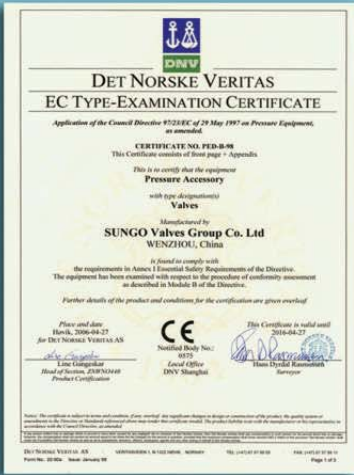 DNV
DET NORSKE VERITAS
EC TYPE-EXAMINATION CERTIFICATE
Application of the Council Directive 97/23/EC of 29 May 1997 on Pressure Equipment,
as amended.
CERTIFICATE NO. PED-B-98
This Certificate consists of front page + Appendix
This is to certify that the equipment
Pressure Accessory
with type designation(s)
Valves
Manufactured by
SUNGO Valves Group Co. Ltd
WENZHOU, China
is found to comply with
the requirements in Annex I Essential Safety Requirements of the Directive.
The equipment has been examined with respect to the procedure of conformity assessment
as described in Module B of the Directive.
Further details of the product and conditions for the certification are given overleaf
Place and date
Høvik, 2006-04-27
for DET NORSKE VERITAS AS
Line Gangeskar
Head of Section,
Product Certification
CE
Notified Body No.:
0575
Local Office
DNV Shanghai
This Certificate is valid until
2016-04-27
Hans Dyrdal Rasmussen
Surveyor
DET NORSKE VERITAS AS
Page 1 of 2